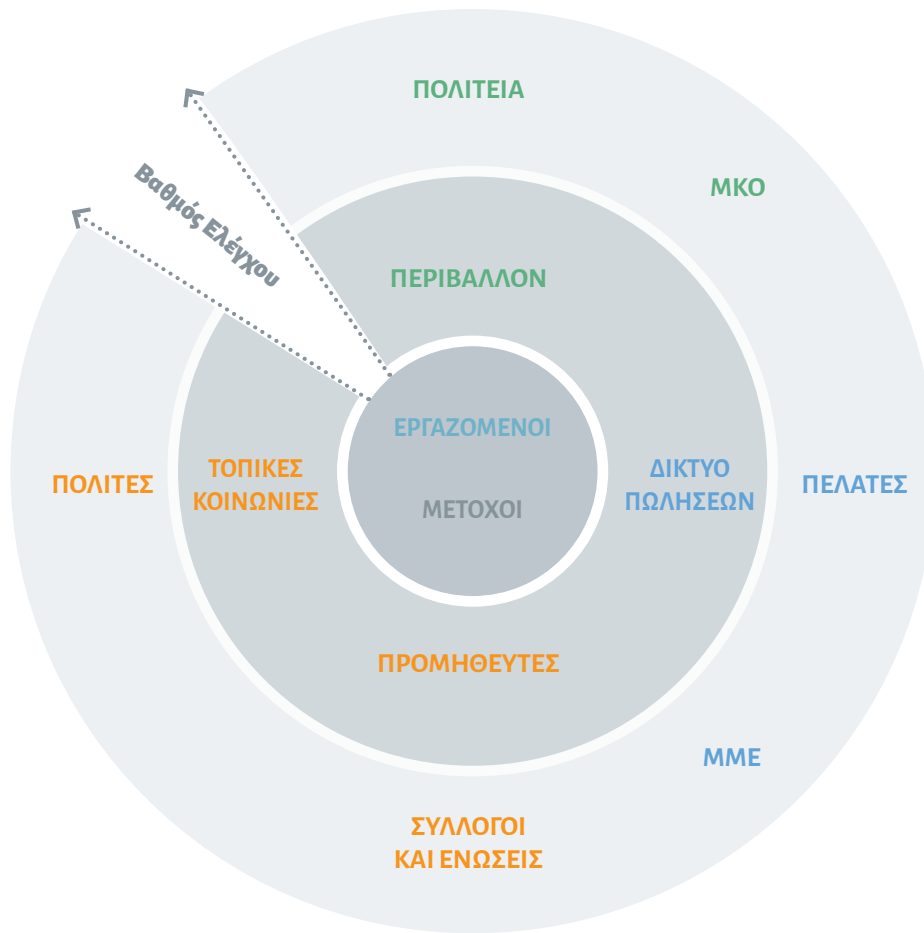 ΠΟΛΙΤΕΙΑ
ΜΚΟ
Βαθμός Ελέγχου
ΠΕΡΙΒΑΛΛΟΝ
ΕΡΓΑΖΟΜΕΝΟΙ
ΜΕΤΟΧΟΙ
ΠΟΛΙΤΕΣ
ΤΟΠΙΚΕΣ
ΚΟΙΝΩΝΙΕΣ
ΔΙΚΤΥΟ
ΠΩΛΗΣΕΩΝ
ΠΕΛΑΤΕΣ
ΠΡΟΜΗΘΕΥΤΕΣ
ΜΜΕ
ΣΥΛΛΟΓΟΙ
ΚΑΙ ΕΝΩΣΕΙΣ